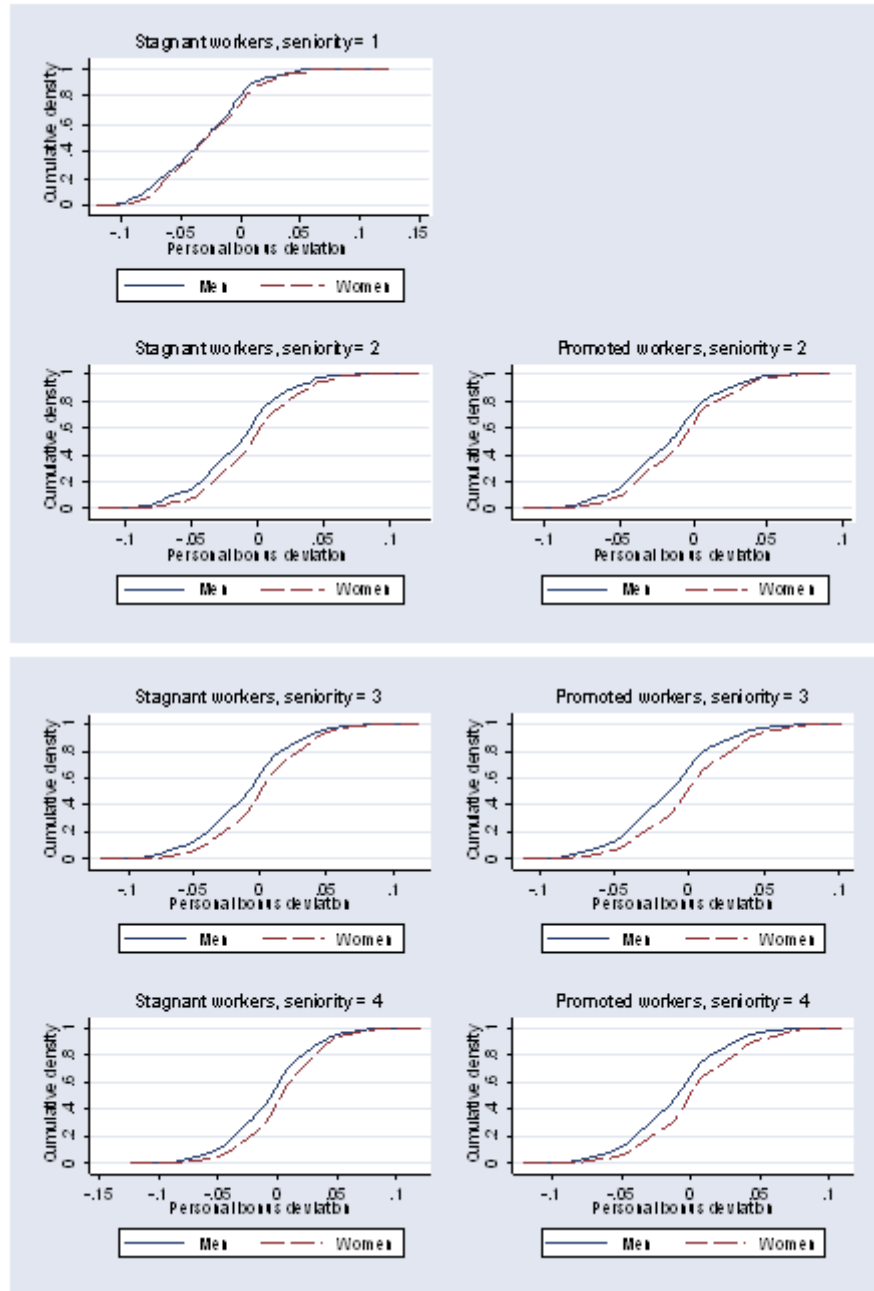 Stagnant workers, seniority = 1
Cumulative density
0 .2 .4 .6 .8 1
-.1 -.05 0 .05 .1 .15
Personal bonus deviation
Men Women
Stagnant workers, seniority = 2
Cumulative density
0 .2 .4 .6 .8 1
-.1 -.05 0 .05 .1
Personal bonus deviation
Men Women
Promoted workers, seniority = 2
Cumulative density
0 .2 .4 .6 .8 1
-.1 -.05 0 .05 .1
Personal bonus deviation
Men Women
Stagnant workers, seniority = 3
Cumulative density
0 .2 .4 .6 .8 1
-.1 -.05 0 .05 .1
Personal bonus deviation
Men Women
Promoted workers, seniority = 3
Cumulative density
0 .2 .4 .6 .8 1
-.1 -.05 0 .05 .1
Personal bonus deviation
Men Women
Stagnant workers, seniority = 4
Cumulative density
0 .2 .4 .6 .8 1
-.15 -.1 -.05 0 .05 .1
Personal bonus deviation
Men Women
Promoted workers, seniority = 4
Cumulative density
0 .2 .4 .6 .8 1
-.1 -.05 0 .05 .1
Personal bonus deviation
Men Women